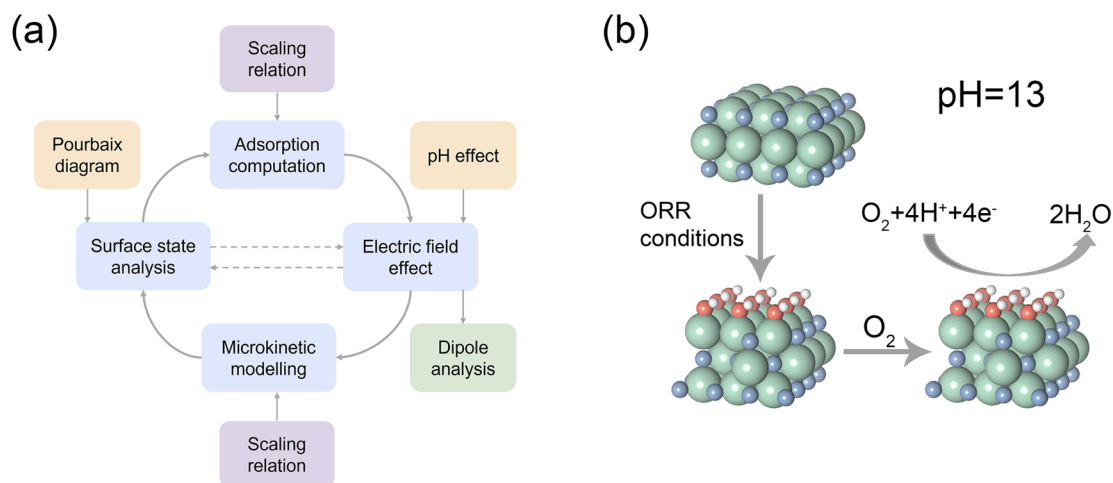 (a)
Scaling
relation
Pourbaix
diagram
Adsorption
computation
pH effect
Surface state
analysis
Electric field
effect
Microkinetic
modelling
Dipole
analysis
Scaling
relation
(b)
pH=13
ORR
conditions
O₂+4H⁺+4e⁻
2H₂O
O₂